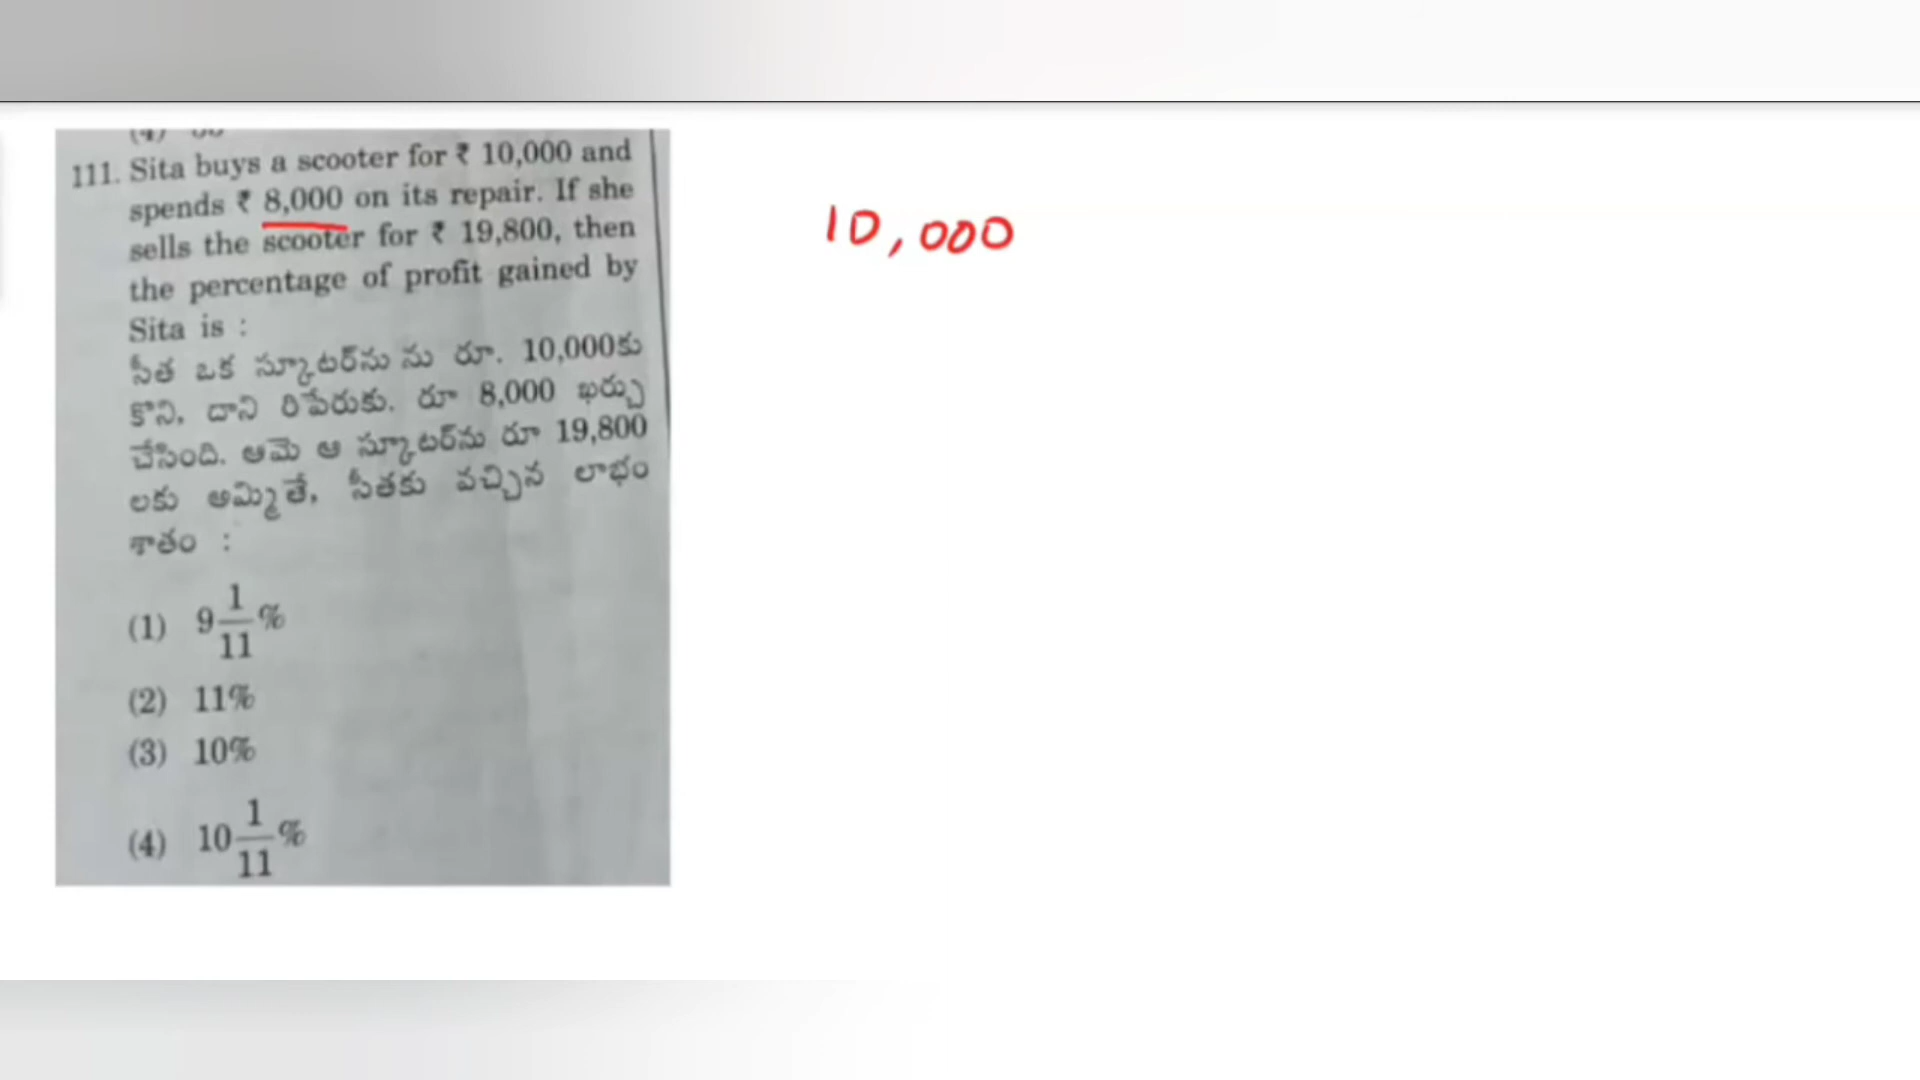 111. Sita buys a scooter for ₹ 10,000 and
spends ₹ 8,000 on its repair. If she
sells the scooter for ₹ 19,800, then
the percentage of profit gained by
Sita is :
సీత ఒక స్కూటర్‌ను ను రూ. 10,000కు
కొని, దాని రిపేరుకు. రూ 8,000 ఖర్చు
చేసింది. ఆమె ఆ స్కూటర్‌ను రూ 19,800
లకు అమ్మితే, సీతకు వచ్చిన లాభం
శాతం :
(1) 9 1/11 %
(2) 11%
(3) 10%
(4) 10 1/11 %
10,000